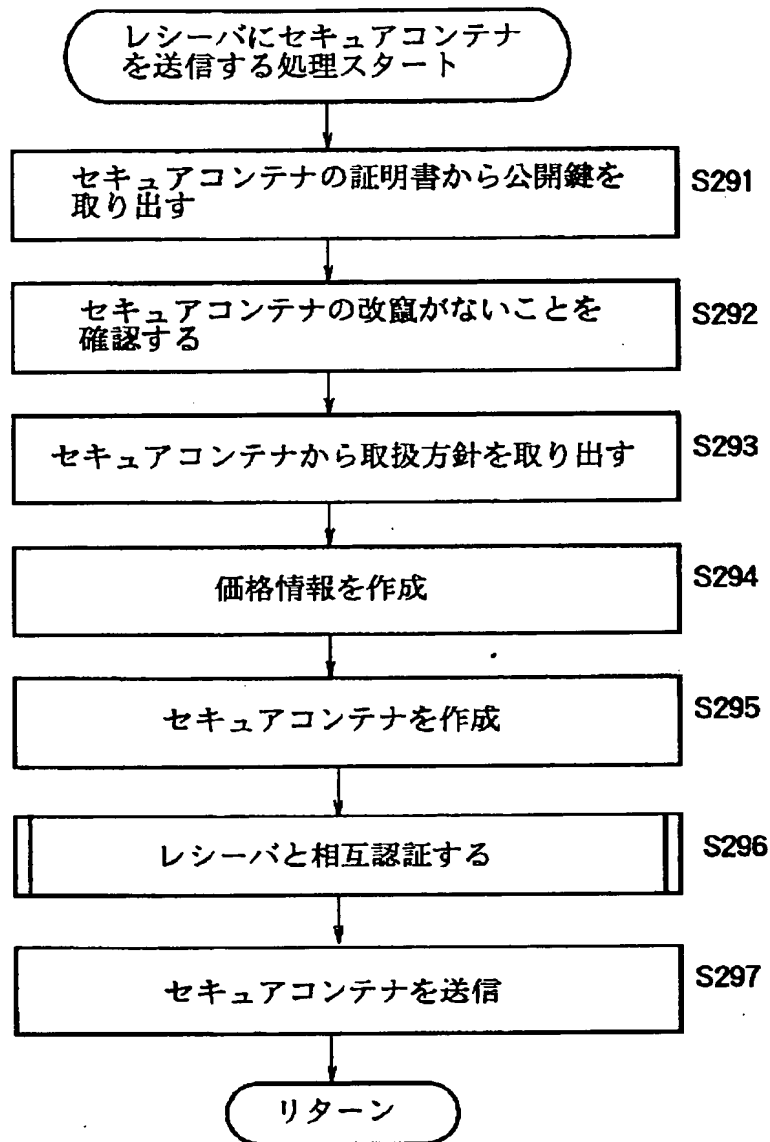 レシーバにセキュアコンテナ
を送信する処理スタート
セキュアコンテナの証明書から公開鍵を
取り出す
S291
セキュアコンテナの改竄がないことを
確認する
S292
セキュアコンテナから取扱方針を取り出す
S293
価格情報を作成
S294
セキュアコンテナを作成
S295
レシーバと相互認証する
S296
セキュアコンテナを送信
S297
リターン